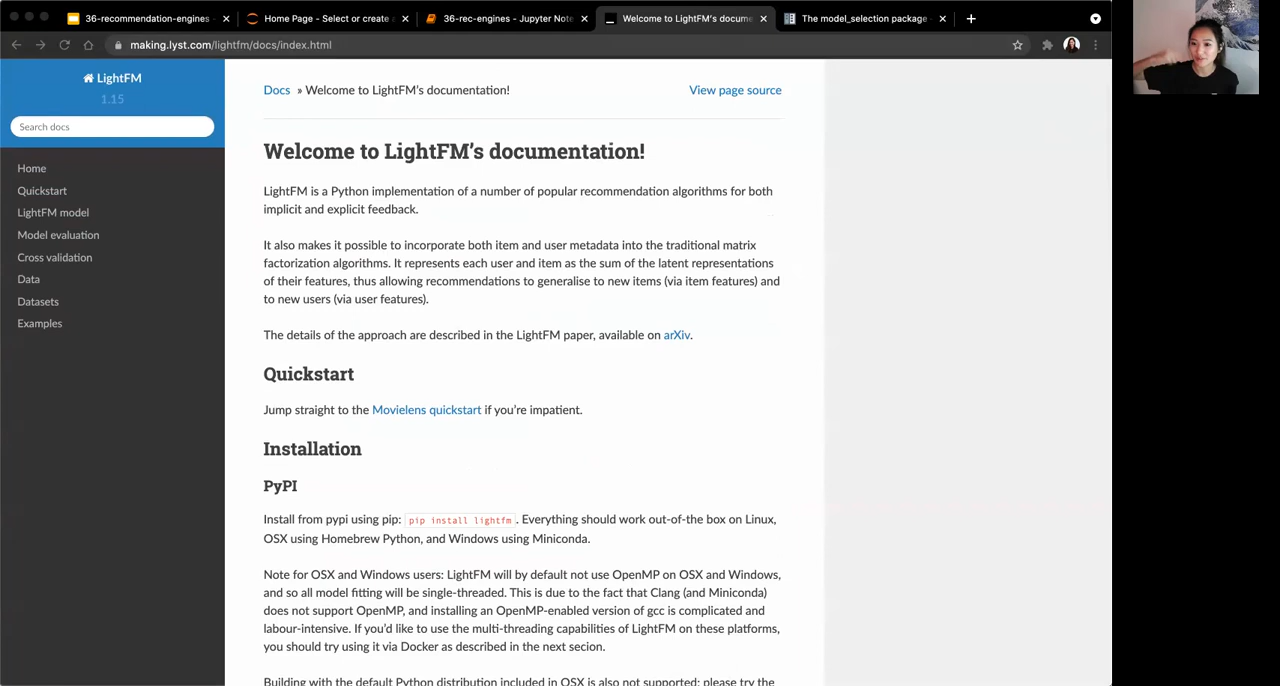 36-recommendation-engines
Home Page - Select or create
36-rec-engines - Jupyter Note
Welcome to LightFM's docume
The model_selection package
making.lyst.com/lightfm/docs/index.html
LightFM
1.15
Search docs
Home
Quickstart
LightFM model
Model evaluation
Cross validation
Data
Datasets
Examples
Docs » Welcome to LightFM's documentation!
View page source
Welcome to LightFM's documentation!
LightFM is a Python implementation of a number of popular recommendation algorithms for both
implicit and explicit feedback.
It also makes it possible to incorporate both item and user metadata into the traditional matrix
factorization algorithms. It represents each user and item as the sum of the latent representations
of their features, thus allowing recommendations to generalise to new items (via item features) and
to new users (via user features).
The details of the approach are described in the LightFM paper, available on arXiv.
Quickstart
Jump straight to the Movielens quickstart if you're impatient.
Installation
PyPI
Install from pypi using pip: pip install lightfm. Everything should work out-of-the box on Linux,
OSX using Homebrew Python, and Windows using Miniconda.
Note for OSX and Windows users: LightFM will by default not use OpenMP on OSX and Windows,
and so all model fitting will be single-threaded. This is due to the fact that Clang (and Miniconda)
does not support OpenMP, and installing an OpenMP-enabled version of gcc is complicated and
labour-intensive. If you'd like to use the multi-threading capabilities of LightFM on these platforms,
you should try using it via Docker as described in the next secion.
Building with the default Python distribution included in OSX is also not supported; please try the